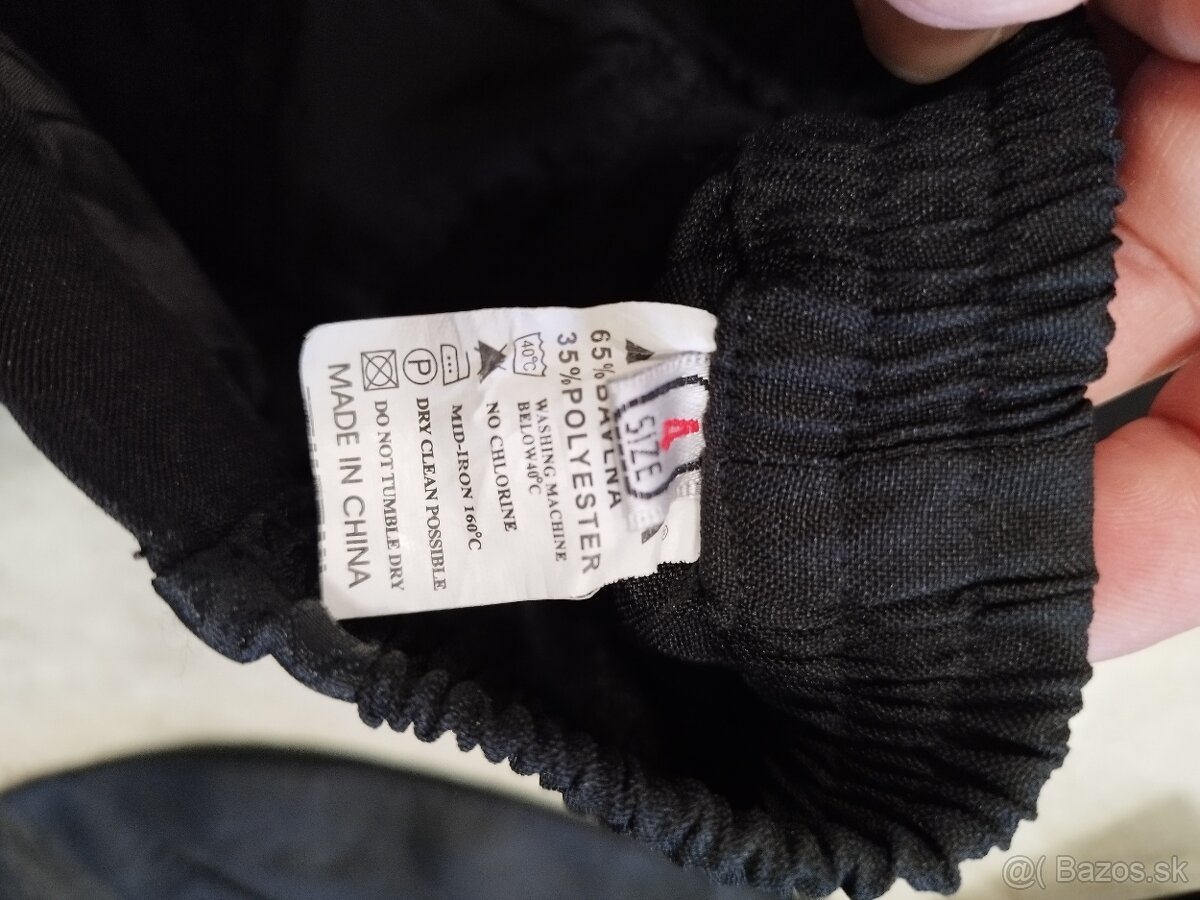 SIZE
65%BAVLNA
35%POLYESTER
40°C
WASHING MACHINE
BELOW 40°C
NO CHLORINE
MID-IRON 160°C
P
DRY CLEAN POSSIBLE
DO NOT TUMBLE DRY
MADE IN CHINA
@( Bazos.sk